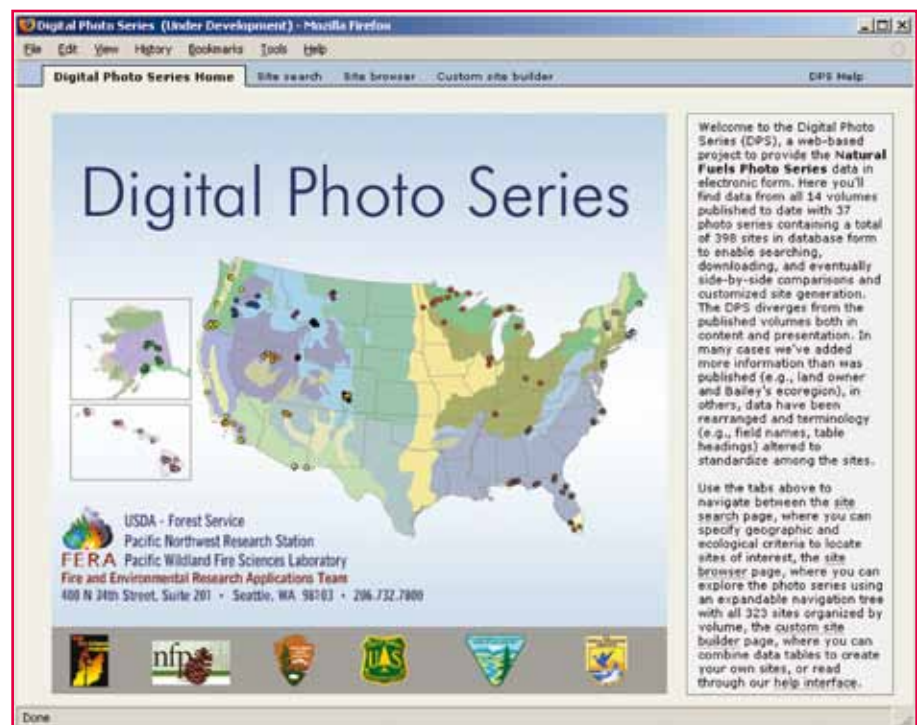 Digital Photo Series (Under Development) - Mozilla Firefox
File Edit View History Bookmarks Tools Help
Digital Photo Series Home Site search Site browser Custom site builder DPS Help
Digital Photo Series
USDA - Forest Service
Pacific Northwest Research Station
FERA Pacific Wildland Fire Sciences Laboratory
Fire and Environmental Research Applications Team
400 N 34th Street, Suite 201 • Seattle, WA 98103 • 206.732.7800
nfp
UAS
Welcome to the Digital Photo
Series (DPS), a web-based
project to provide the Natural
Fuels Photo Series data in
electronic form. Here you'll
find data from all 14 volumes
published to date with 37
photo series containing a total
of 398 sites in database form
to enable searching,
downloading, and eventually
side-by-side comparisons and
customized site generation.
The DPS diverges from the
published volumes both in
content and presentation. In
many cases we've added
more information than was
published (e.g., land owner
and Bailey's ecoregion), in
others, data have been
rearranged and terminology
(e.g., field names, table
headings) altered to
standardize among the sites.
Use the tabs above to
navigate between the site
search page, where you can
specify geographic and
ecological criteria to locate
sites of interest, the site
browser page, where you can
explore the photo series using
an expandable navigation tree
with all 323 sites organized by
volume, the custom site
builder page, where you can
combine data tables to create
your own sites, or read
through our help interface.
Done